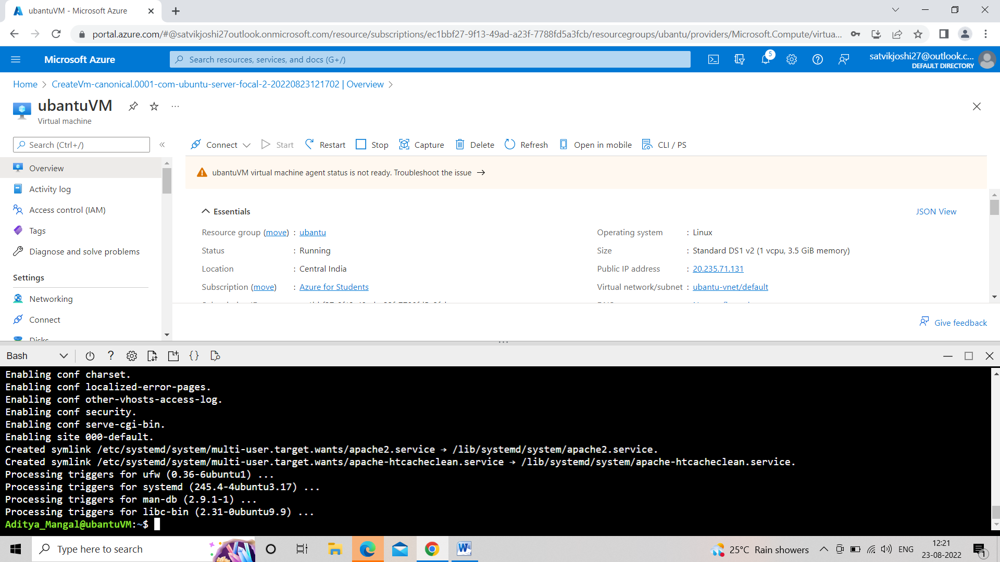 ubantuVM - Microsoft Azure
portal.azure.com/#@satvikjoshi27outlook.onmicrosoft.com/resource/subscriptions/ec1bbf27-9f13-49ad-a23f-7788fd5a3fcb/resourcegroups/ubantu/providers/Microsoft.Compute/virtua...
Microsoft Azure
Search resources, services, and docs (G+/)
5
satvikjoshi27@outlook.c...
DEFAULT DIRECTORY
Home > CreateVm-canonical.0001-com-ubuntu-server-focal-2-20220823121702 | Overview >
ubantuVM
Virtual machine
Search (Ctrl+/)
Connect Start Restart Stop Capture Delete Refresh Open in mobile CLI / PS
Overview
Activity log
Access control (IAM)
Tags
Diagnose and solve problems
Settings
Networking
Connect
Disks
ubantuVM virtual machine agent status is not ready. Troubleshoot the issue →
Essentials
JSON View
Resource group (move) : ubantu
Status : Running
Location : Central India
Subscription (move) : Azure for Students
Operating system : Linux
Size : Standard DS1 v2 (1 vcpu, 3.5 GiB memory)
Public IP address : 20.235.71.131
Virtual network/subnet : ubantu-vnet/default
Give feedback
Bash
Enabling conf charset.
Enabling conf localized-error-pages.
Enabling conf other-vhosts-access-log.
Enabling conf security.
Enabling conf serve-cgi-bin.
Enabling site 000-default.
Created symlink /etc/systemd/system/multi-user.target.wants/apache2.service → /lib/systemd/system/apache2.service.
Created symlink /etc/systemd/system/multi-user.target.wants/apache-htcacheclean.service → /lib/systemd/system/apache-htcacheclean.service.
Processing triggers for ufw (0.36-6ubuntu1) ...
Processing triggers for systemd (245.4-4ubuntu3.17) ...
Processing triggers for man-db (2.9.1-1) ...
Processing triggers for libc-bin (2.31-0ubuntu9.9) ...
Aditya_Mangal@ubantuVM:~$
Type here to search
25°C Rain showers
ENG
12:21
23-08-2022
1